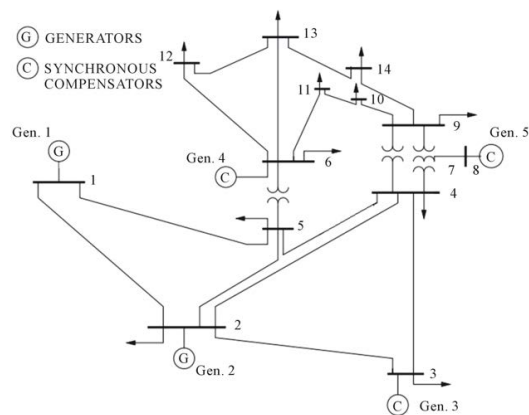 G GENERATORS
C SYNCHRONOUS
COMPENSATORS
13
12
14
11
10
9
Gen. 5
Gen. 1
G
Gen. 4
C
6
7
8
C
1
4
5
2
G
Gen. 2
3
C
Gen. 3